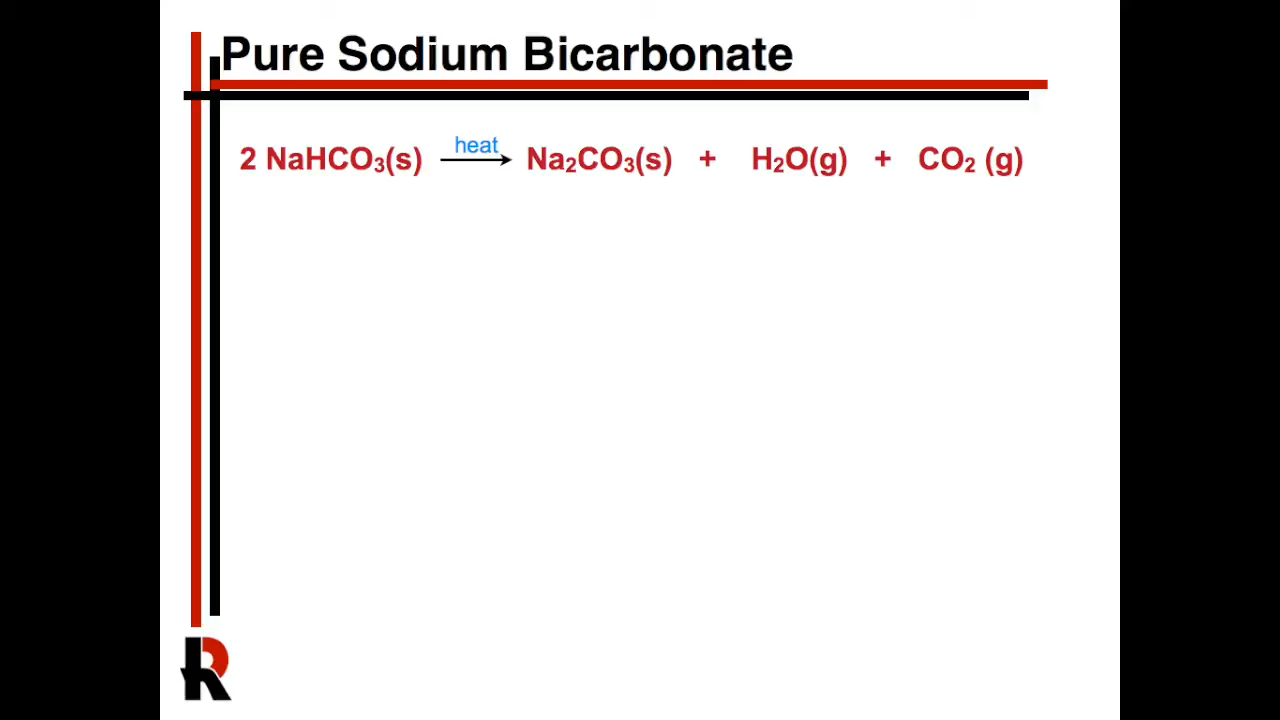 Pure Sodium Bicarbonate
heat
2 NaHCO₃(s) ⟶ Na₂CO₃(s) + H₂O(g) + CO₂ (g)